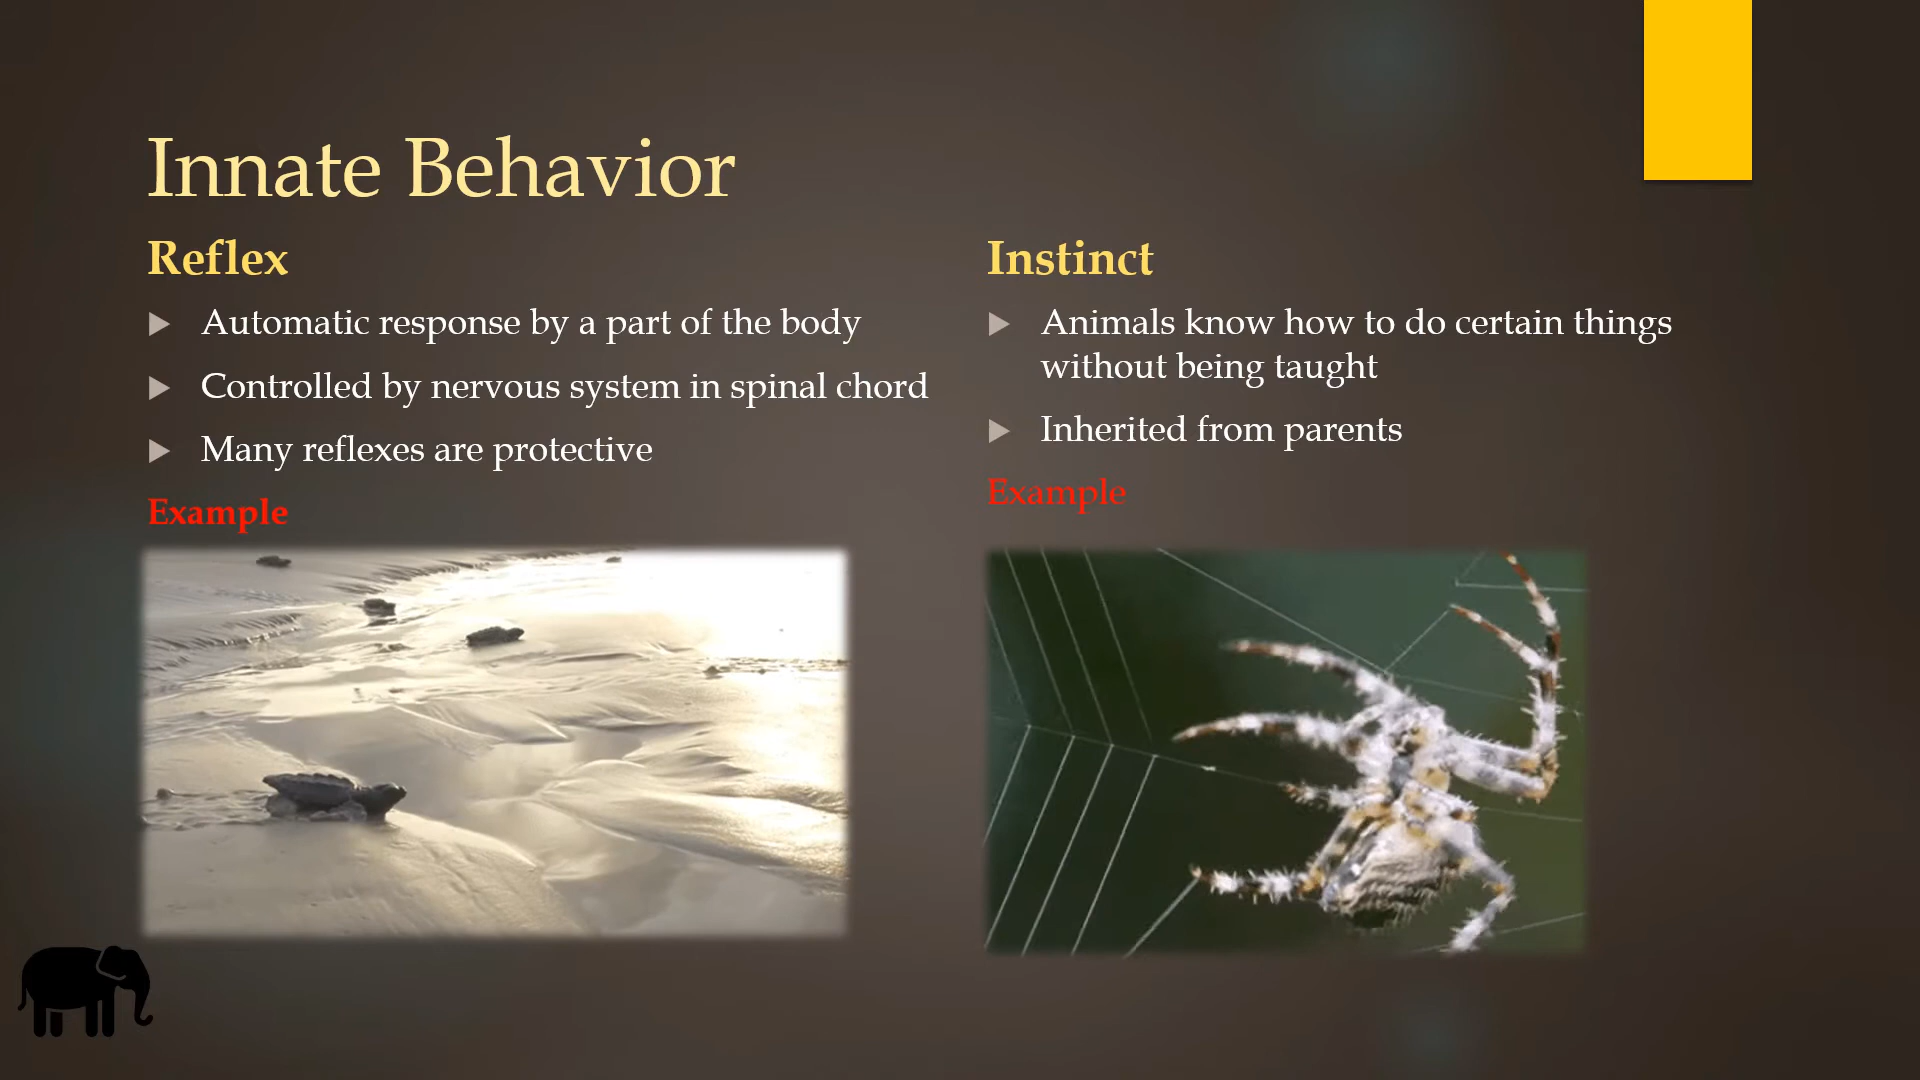 Innate Behavior
Reflex
Automatic response by a part of the body
Controlled by nervous system in spinal chord
Many reflexes are protective
Example
Instinct
Animals know how to do certain things
without being taught
Inherited from parents
Example